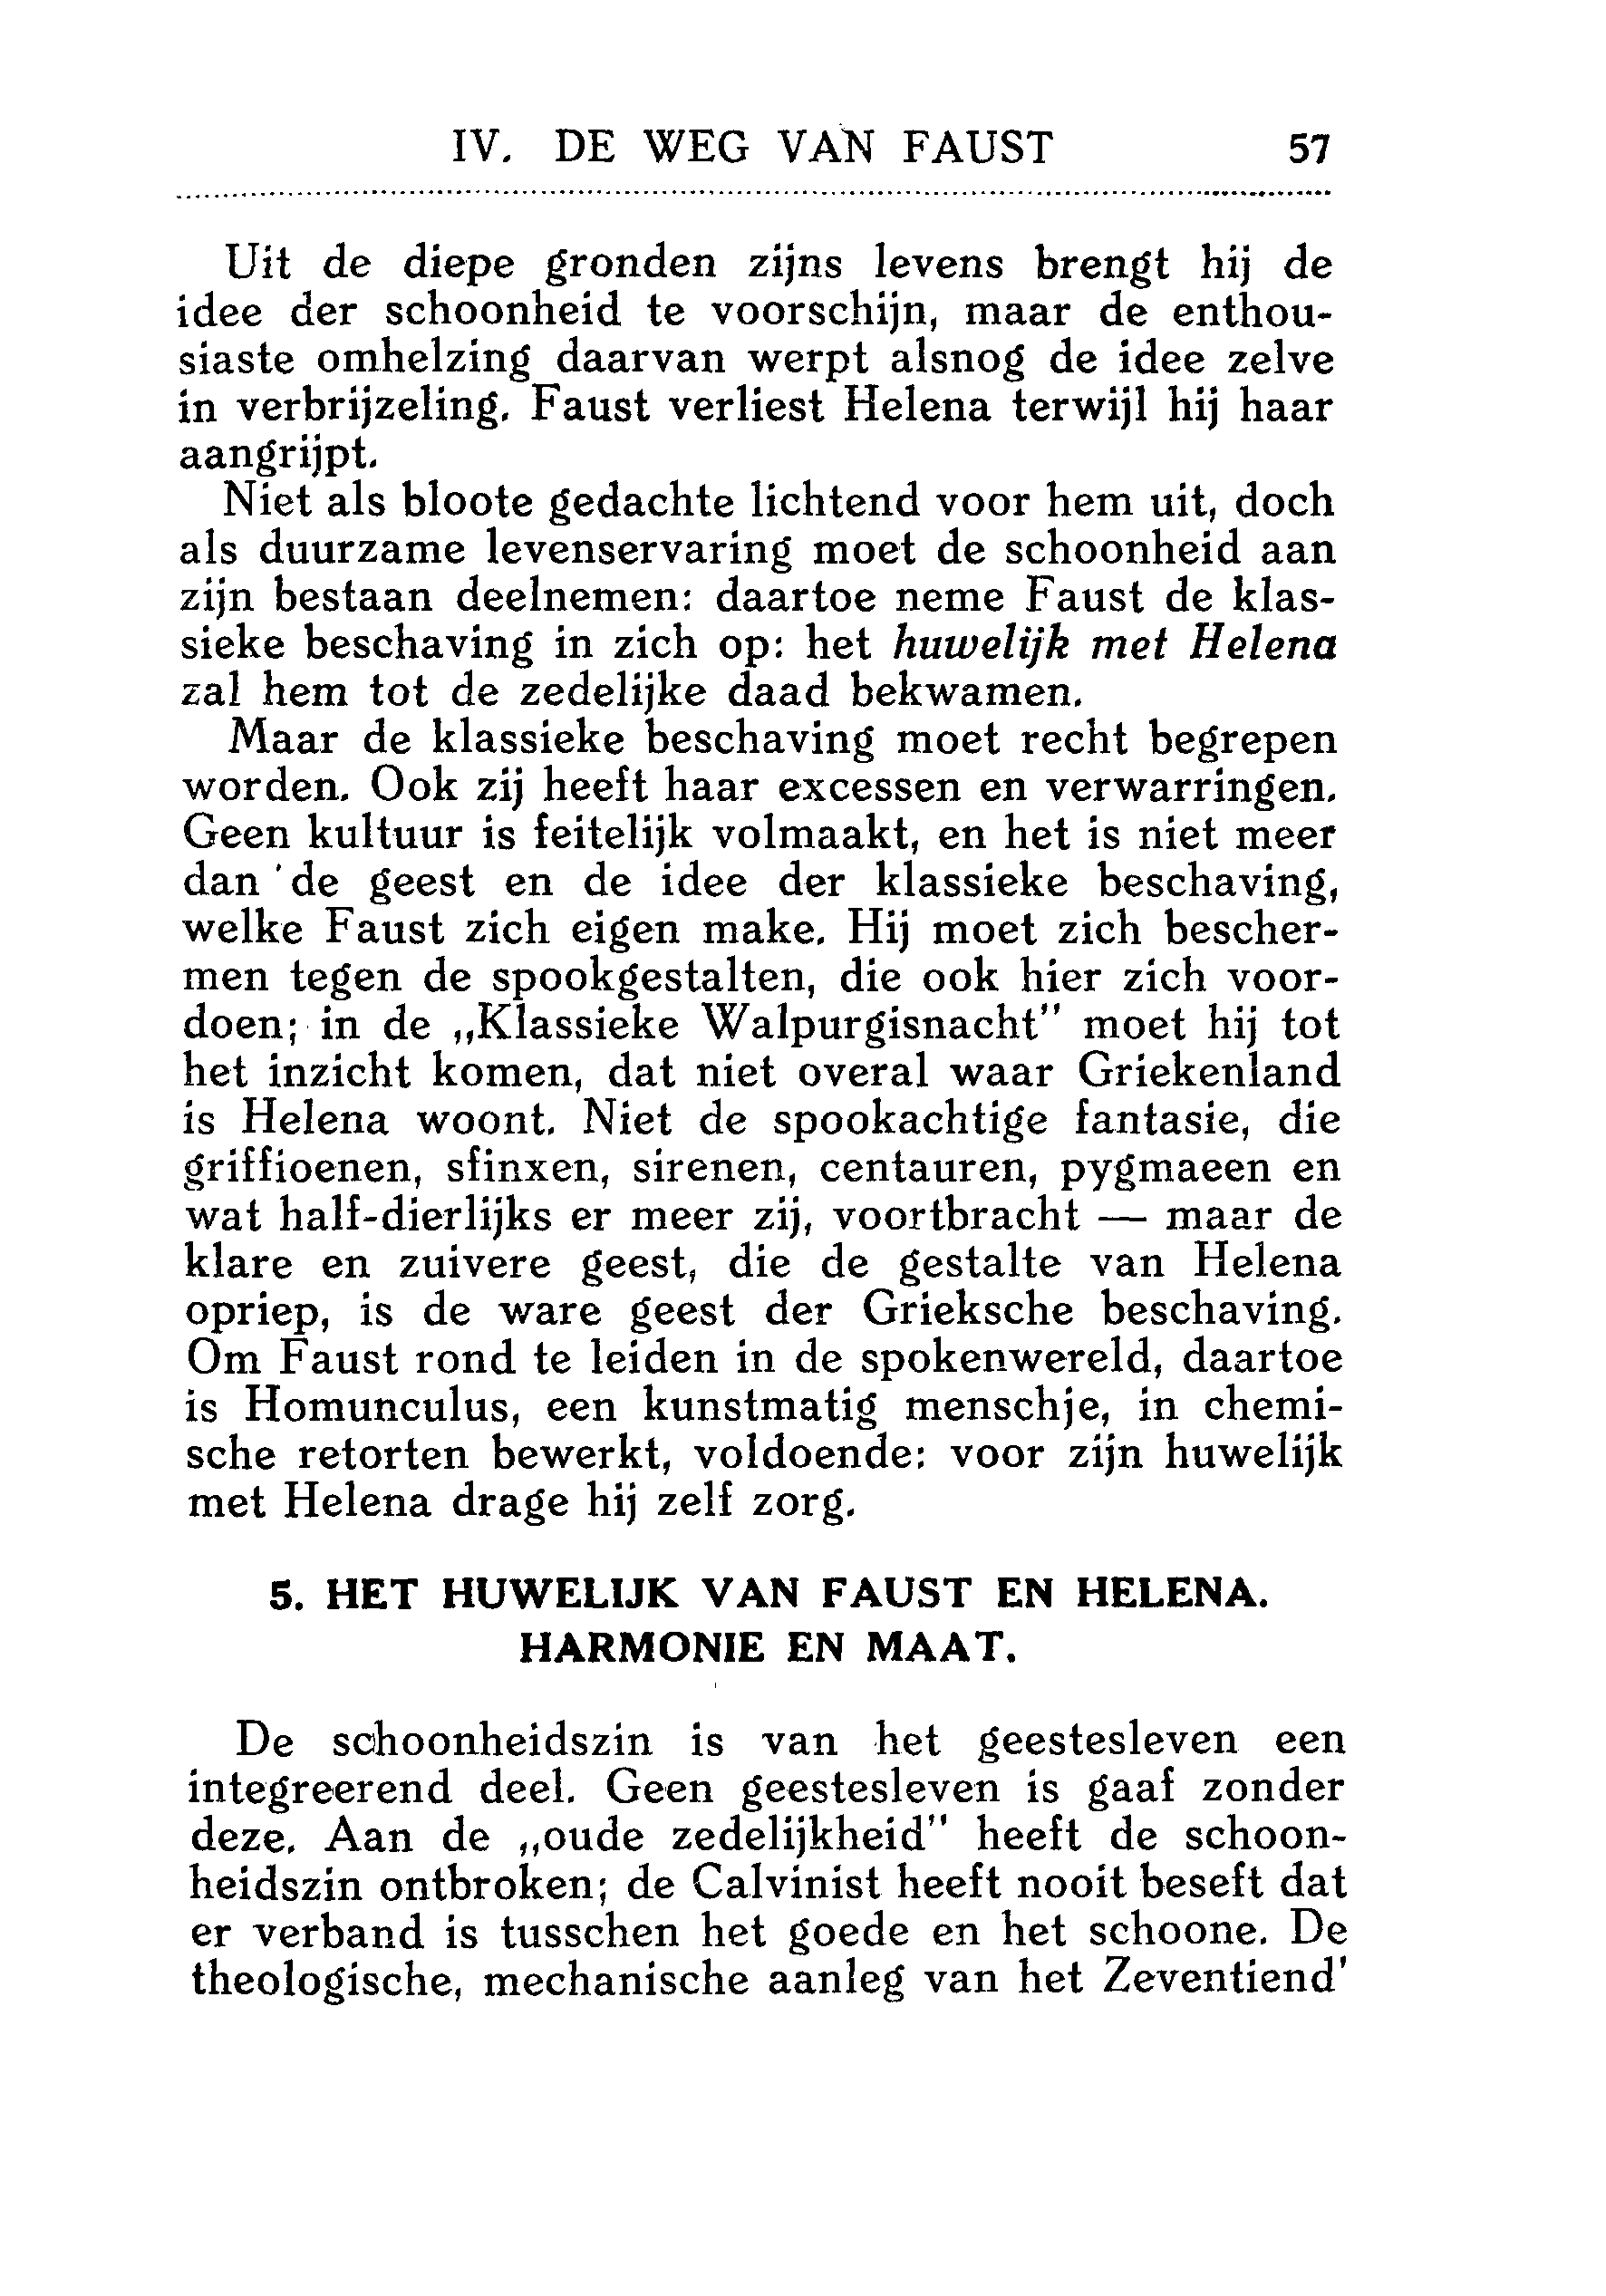 IV. DE WEG VAN FAUST 57
Uit de diepe gronden zijns levens brengt hij de
idee der schoonheid te voorschijn, maar de enthou-
siaste omhelzing daarvan werpt alsnog de idee zelve
in verbrijzeling. Faust verliest Helena terwijl hij haar
aangrijpt.
Niet als bloote gedachte lichtend voor hem uit, doch
als duurzame levenservaring moet de schoonheid aan
zijn bestaan deelnemen: daartoe neme Faust de klas-
sieke beschaving in zich op: het huwelijk met Helena
zal hem tot de zedelijke daad bekwamen.
Maar de klassieke beschaving moet recht begrepen
worden. Ook zij heeft haar excessen en verwarringen.
Geen kultuur is feitelijk volmaakt, en het is niet meer
dan de geest en de idee der klassieke beschaving,
welke Faust zich eigen make. Hij moet zich bescher-
men tegen de spookgestalten, die ook hier zich voor-
doen; in de „Klassieke Walpurgisnacht" moet hij tot
het inzicht komen, dat niet overal waar Griekenland
is Helena woont. Niet de spookachtige fantasie, die
griffioenen, sfinxen, sirenen, centauren, pygmaeen en
wat half-dierlijks er meer zij, voortbracht — maar de
klare en zuivere geest, die de gestalte van Helena
opriep, is de ware geest der Grieksche beschaving.
Om Faust rond te leiden in de spokenwereld, daartoe
is Homunculus, een kunstmatig menschje, in chemi-
sche retorten bewerkt, voldoende: voor zijn huwelijk
met Helena drage hij zelf zorg.
5. HET HUWELIJK VAN FAUST EN HELENA.
HARMONIE EN MAAT.
De schoonheidszin is van het geestesleven een
integreerend deel. Geen geestesleven is gaaf zonder
deze. Aan de „oude zedelijkheid" heeft de schoon-
heidszin ontbroken; de Calvinist heeft nooit beseft dat
er verband is tusschen het goede en het schoone. De
theologische, mechanische aanleg van het Zeventiend'